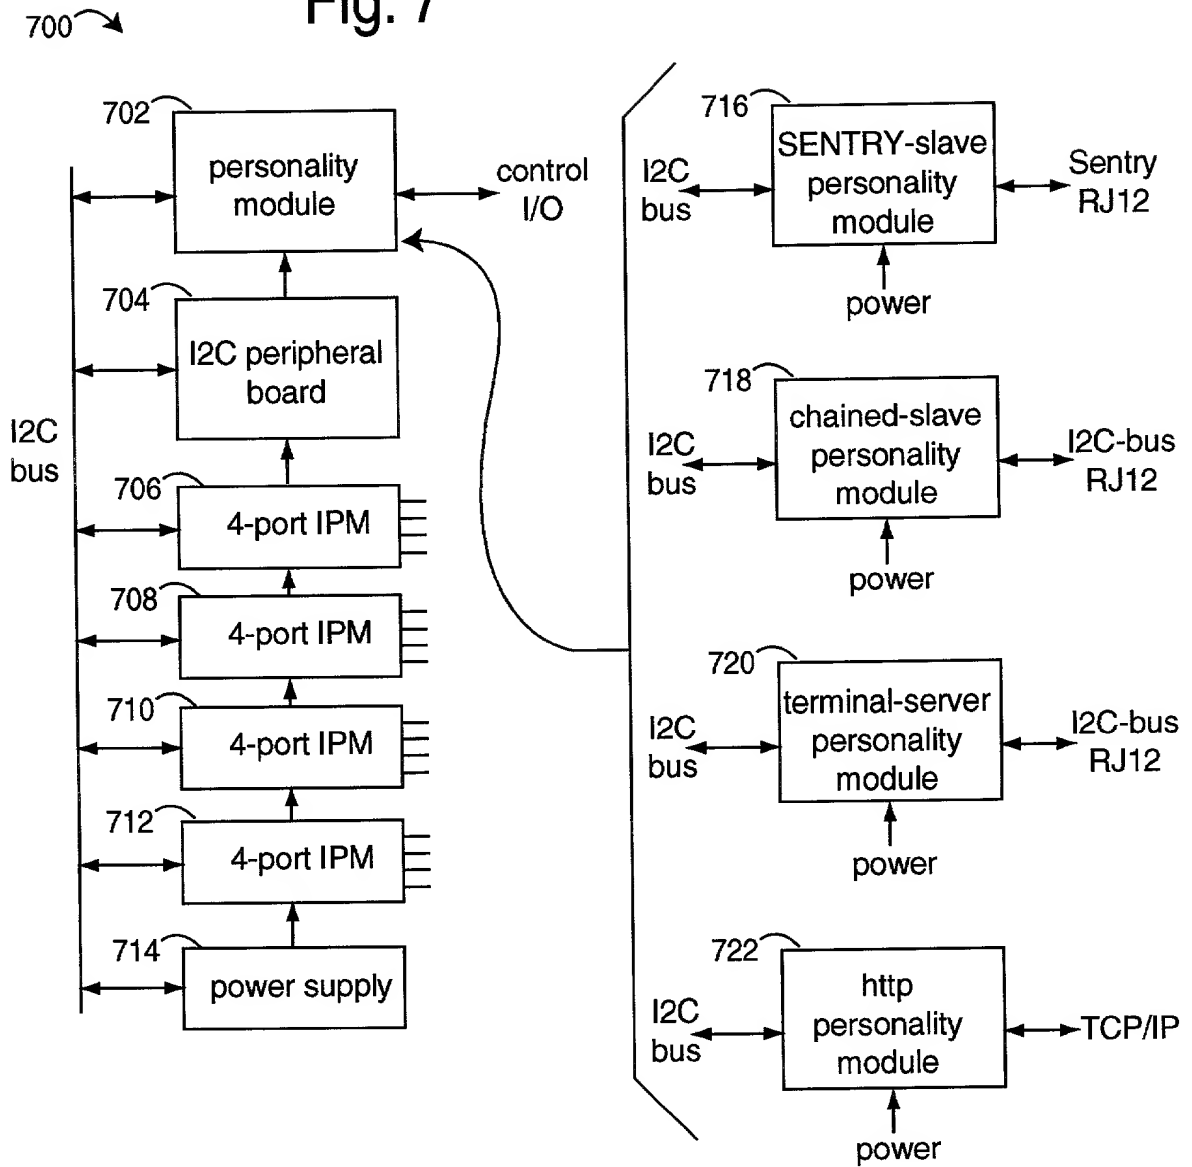 Fig. 7
700
702
personality
module
control
I/O
704
I2C peripheral
board
I2C
bus
706
4-port IPM
708
4-port IPM
710
4-port IPM
712
4-port IPM
714
power supply
716
SENTRY-slave
personality
module
I2C
bus
Sentry
RJ12
power
718
chained-slave
personality
module
I2C
bus
I2C-bus
RJ12
power
720
terminal-server
personality
module
I2C
bus
I2C-bus
RJ12
power
722
http
personality
module
I2C
bus
TCP/IP
power